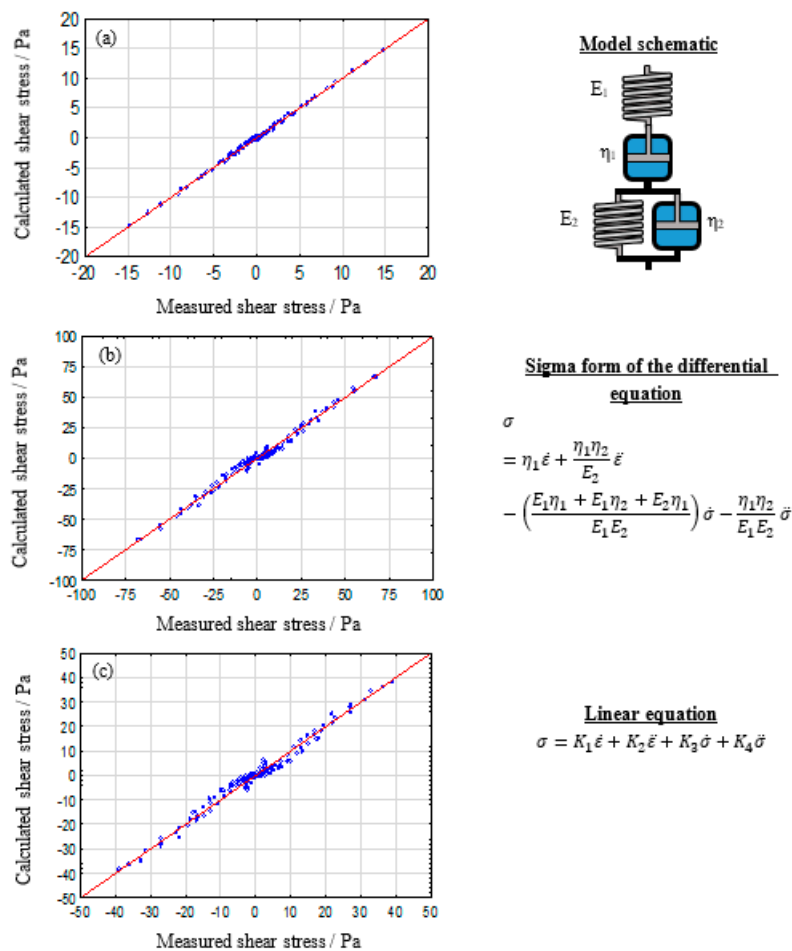 (a)
Calculated shear stress / Pa
20
15
10
5
0
-5
-10
-15
-20
-20 -15 -10 -5 0 5 10 15 20
Measured shear stress / Pa
Model schematic
E₁
η₁
E₂
η₂
(b)
Calculated shear stress / Pa
100
75
50
25
0
-25
-50
-75
-100
-100 -75 -50 -25 0 25 50 75 100
Measured shear stress / Pa
Sigma form of the differential
equation
σ
= η₁ε̇ + η₁η₂/E₂ ε̈
− (E₁η₁ + E₁η₂ + E₂η₁/E₁E₂) σ̇ − η₁η₂/E₁E₂ σ̈
(c)
Calculated shear stress / Pa
50
40
30
20
10
0
-10
-20
-30
-40
-50
-50 -40 -30 -20 -10 0 10 20 30 40 50
Measured shear stress / Pa
Linear equation
σ = K₁ε̇ + K₂ε̈ + K₃σ̇ + K₄σ̈